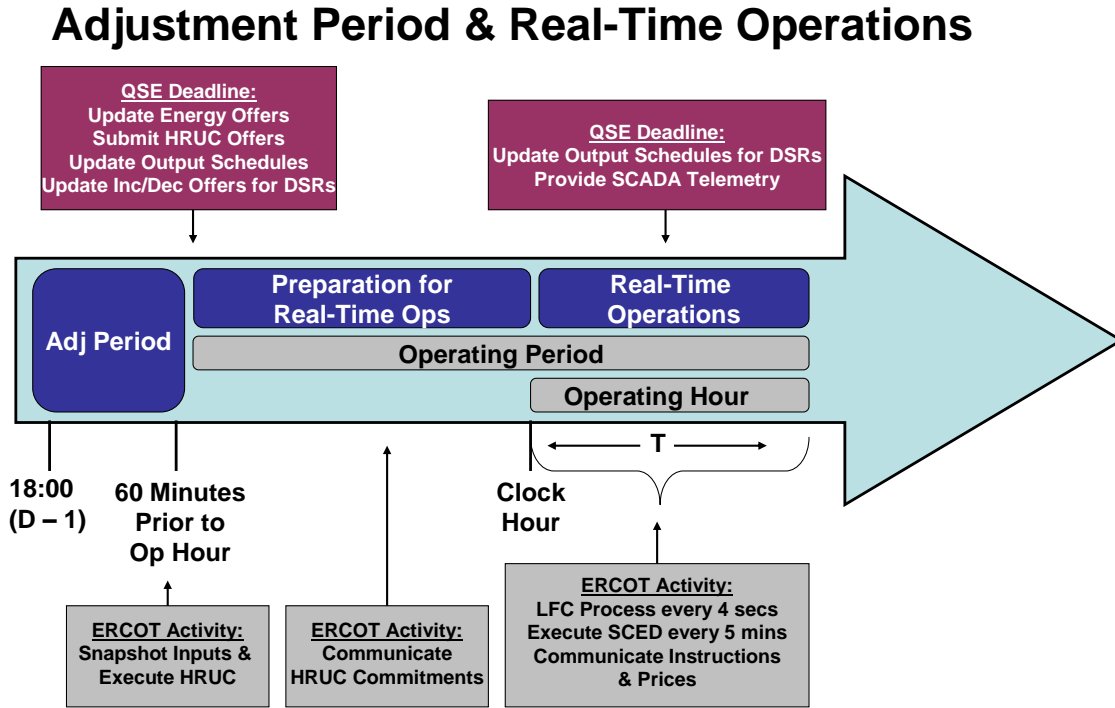 Adjustment Period & Real-Time Operations
QSE Deadline:
Update Energy Offers
Submit HRUC Offers
Update Output Schedules
Update Inc/Dec Offers for DSRs
QSE Deadline:
Update Output Schedules for DSRs
Provide SCADA Telemetry
Adj Period
Preparation for
Real-Time Ops
Real-Time
Operations
Operating Period
Operating Hour
T
18:00
(D – 1)
60 Minutes
Prior to
Op Hour
Clock
Hour
ERCOT Activity:
Snapshot Inputs &
Execute HRUC
ERCOT Activity:
Communicate
HRUC Commitments
ERCOT Activity:
LFC Process every 4 secs
Execute SCED every 5 mins
Communicate Instructions
& Prices